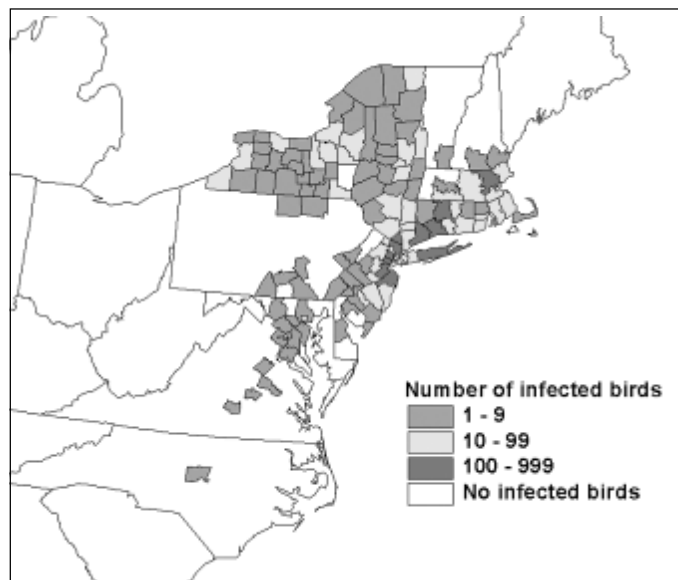 Number of infected birds
1 - 9
10 - 99
100 - 999
No infected birds